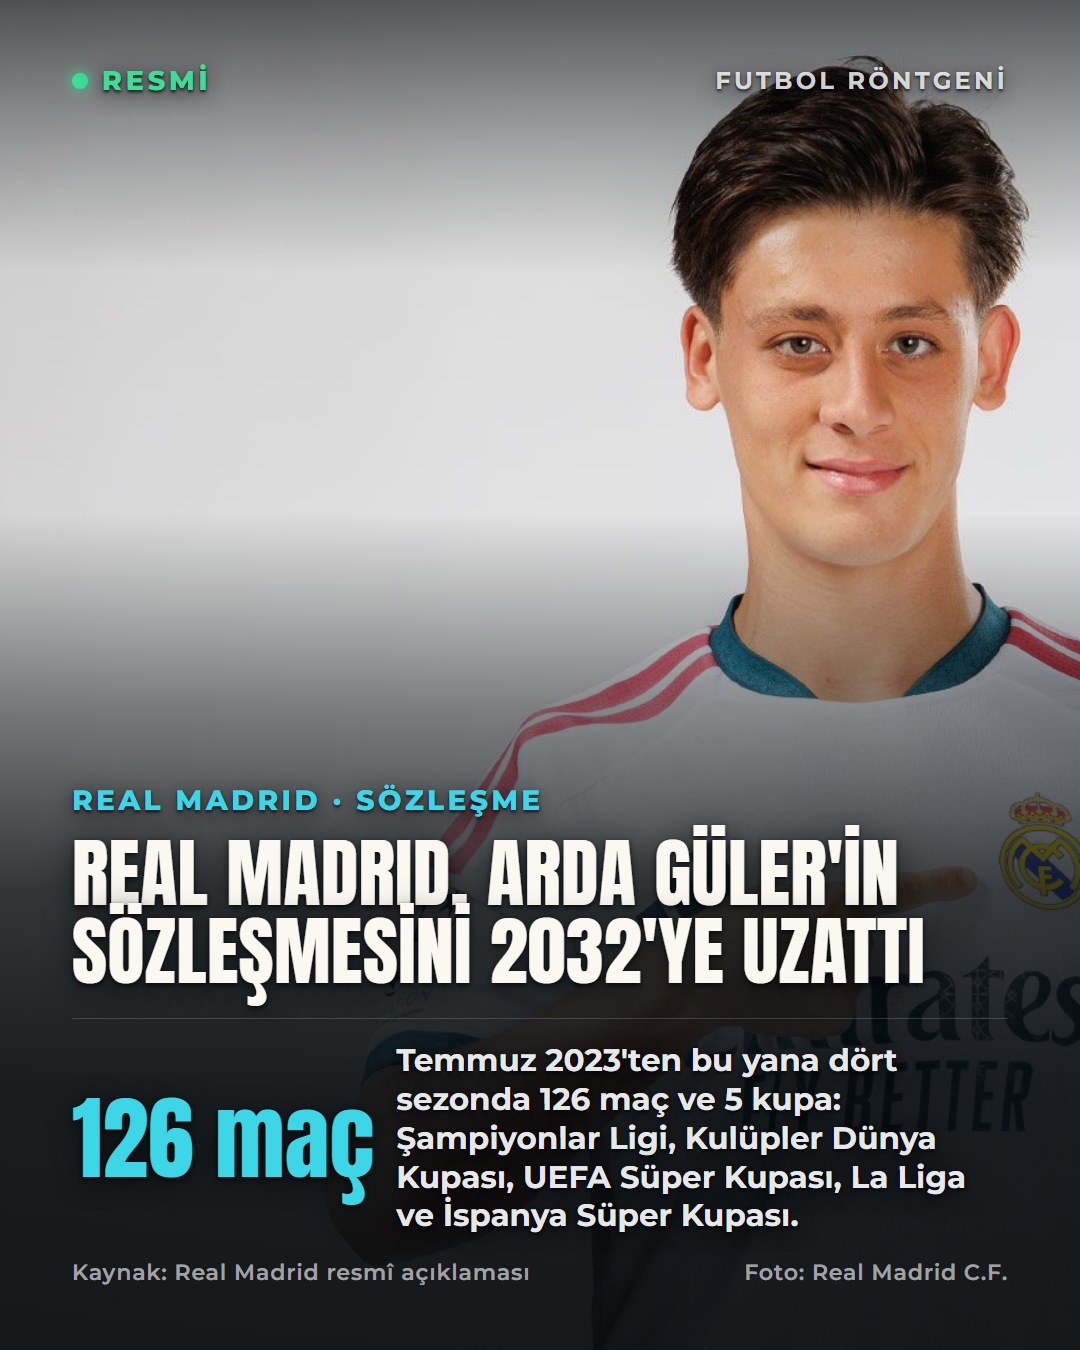 RESMİ
FUTBOL RÖNTGENİ
REAL MADRID • SÖZLEŞME
REAL MADRID, ARDA GÜLER'İN
SÖZLEŞMESİNİ 2032'YE UZATTI
126 maç
Temmuz 2023'ten bu yana dört
sezonda 126 maç ve 5 kupa:
Şampiyonlar Ligi, Kulüpler Dünya
Kupası, UEFA Süper Kupası, La Liga
ve İspanya Süper Kupası.
Kaynak: Real Madrid resmî açıklaması
Foto: Real Madrid C.F.